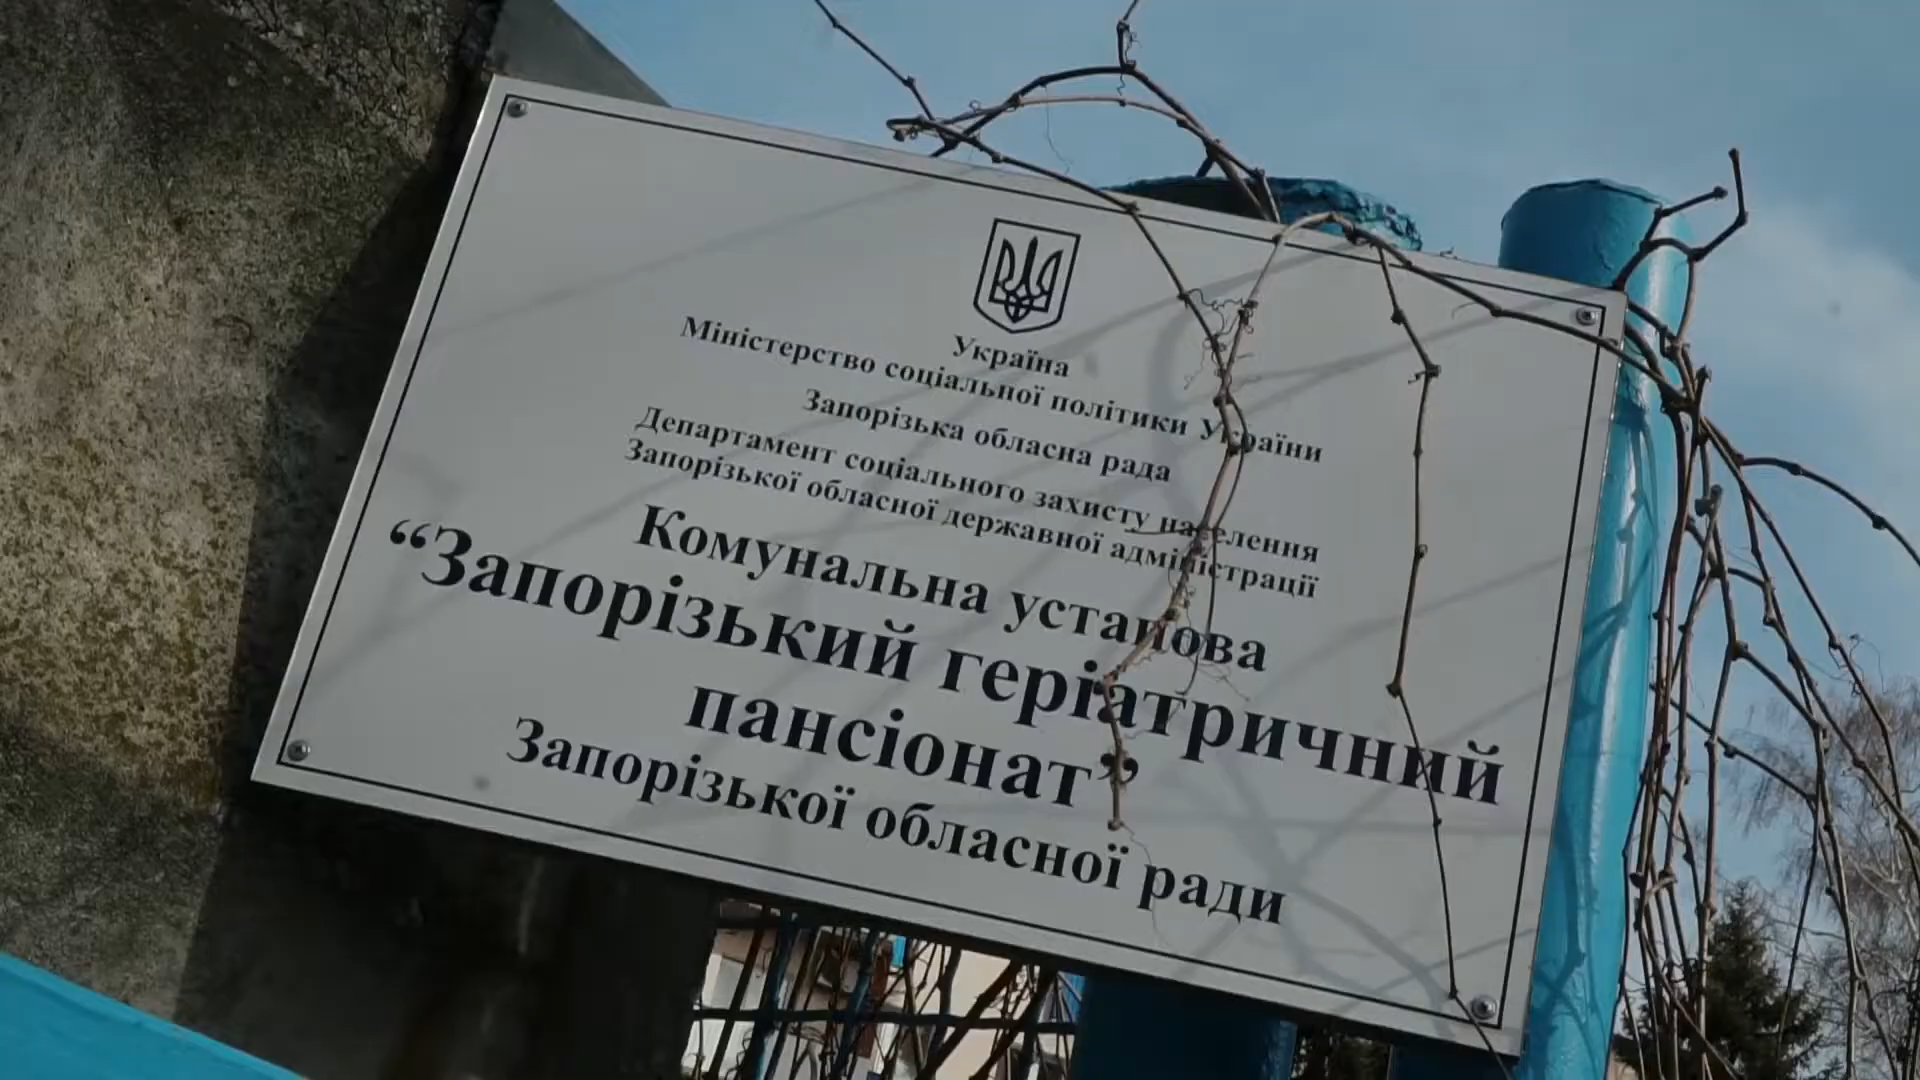 Україна
Міністерство соціальної політики України
Запорізька обласна рада
Департамент соціального захисту населення
Запорізької обласної державної адміністрації
Комунальна установа
“Запорізький геріатричний
пансіонат”
Запорізької обласної ради